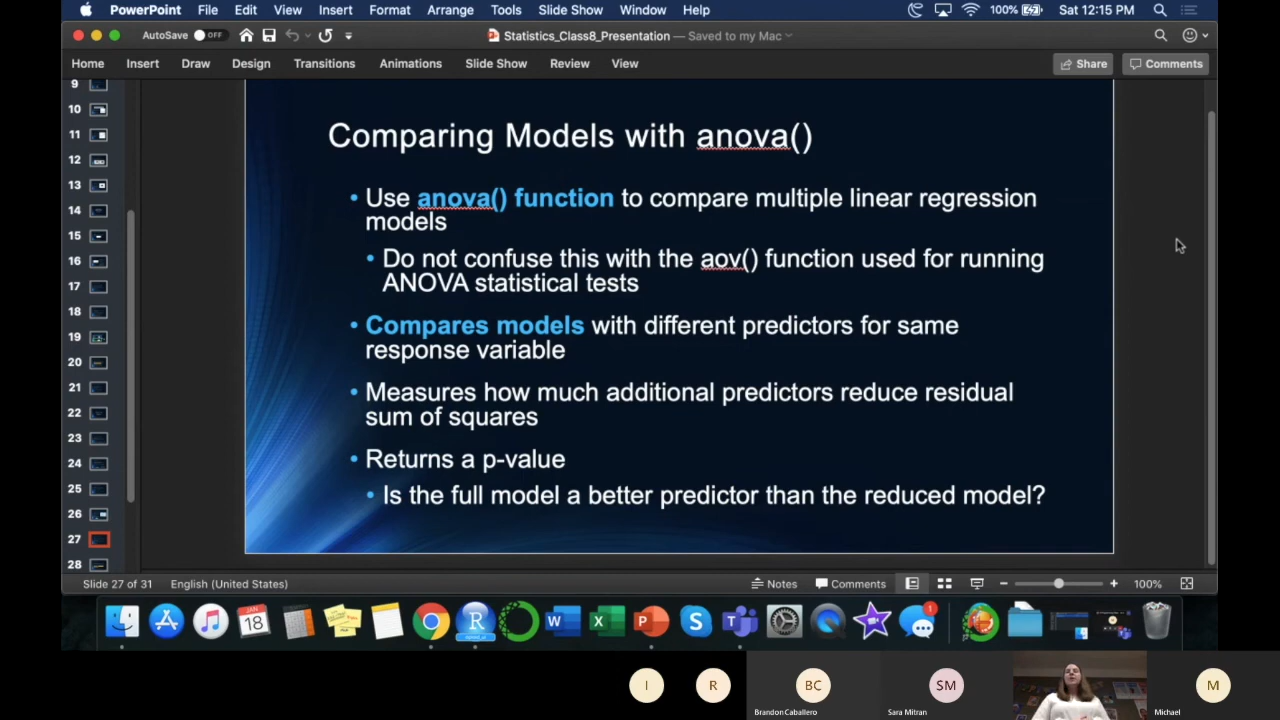 PowerPoint File Edit View Insert Format Arrange Tools Slide Show Window Help 100% Sat 12:15 PM
AutoSave OFF Statistics_Class8_Presentation — Saved to my Mac
Home Insert Draw Design Transitions Animations Slide Show Review View Share Comments
9
10
11
12
13
14
15
16
17
18
19
20
21
22
23
24
25
26
27
28
Comparing Models with anova()
• Use anova() function to compare multiple linear regression
models
• Do not confuse this with the aov() function used for running
ANOVA statistical tests
• Compares models with different predictors for same
response variable
• Measures how much additional predictors reduce residual
sum of squares
• Returns a p-value
• Is the full model a better predictor than the reduced model?
Slide 27 of 31 English (United States) Notes Comments 100%
JAN
18
R
W
X
P
S
T
1
I R BC SM M
Brandon Caballero Sara Mitran Michael